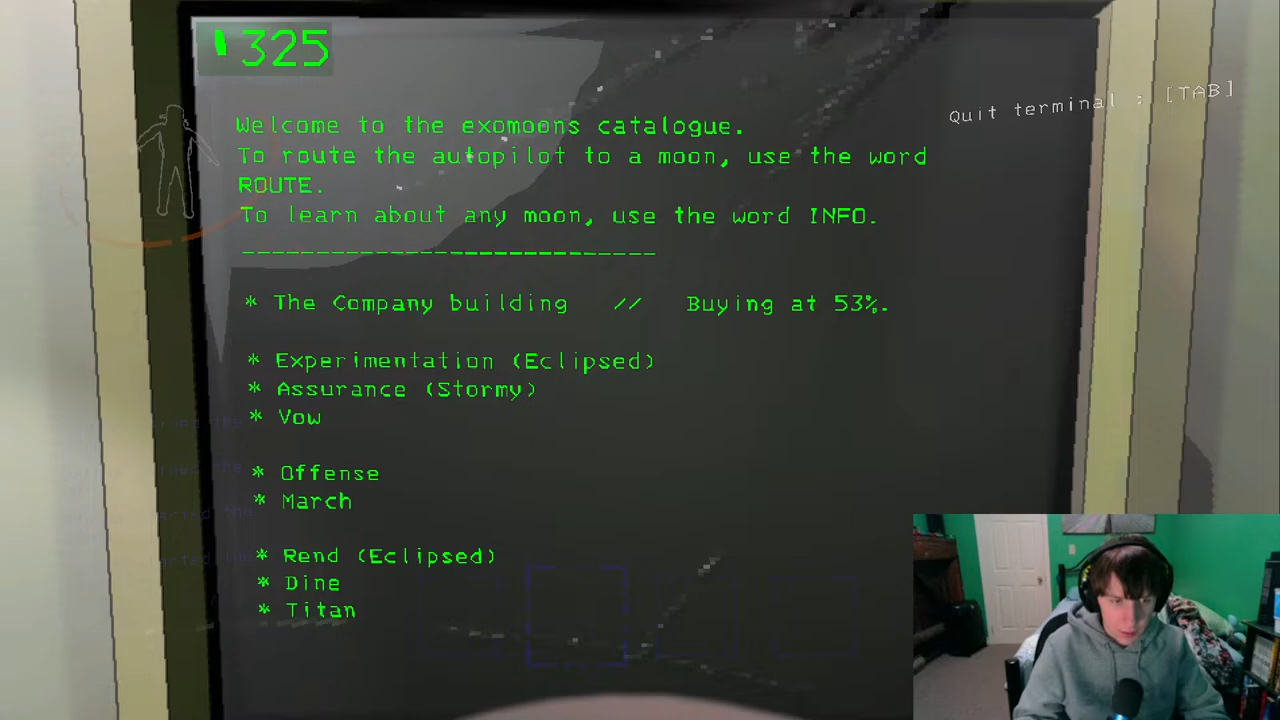 325
Quit terminal : [TAB]
Welcome to the exomoons catalogue.
To route the autopilot to a moon, use the word
ROUTE.
To learn about any moon, use the word INFO.
----------------------------
* The Company building // Buying at 53%.
* Experimentation (Eclipsed)
* Assurance (Stormy)
* Vow
* Offense
* March
* Rend (Eclipsed)
* Dine
* Titan